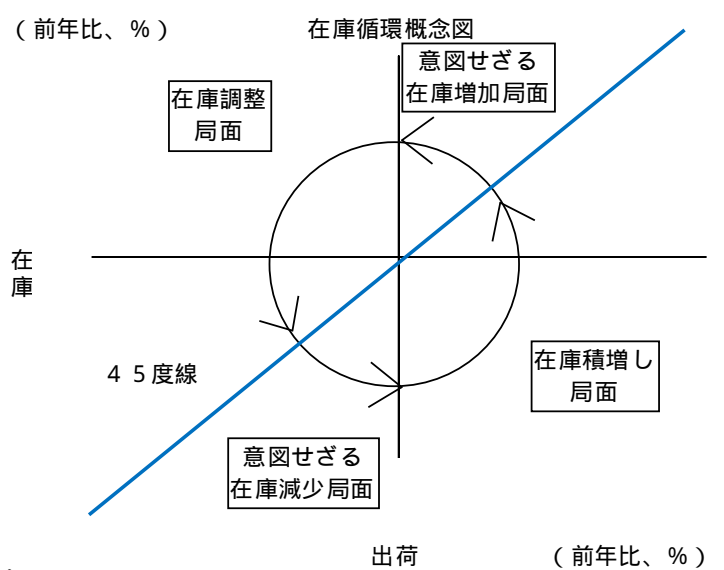 (前年比、%)
在庫循環概念図
意図せざる
在庫増加局面
在庫調整
局面
在
庫
45度線
在庫積増し
局面
意図せざる
在庫減少局面
出荷
(前年比、%)